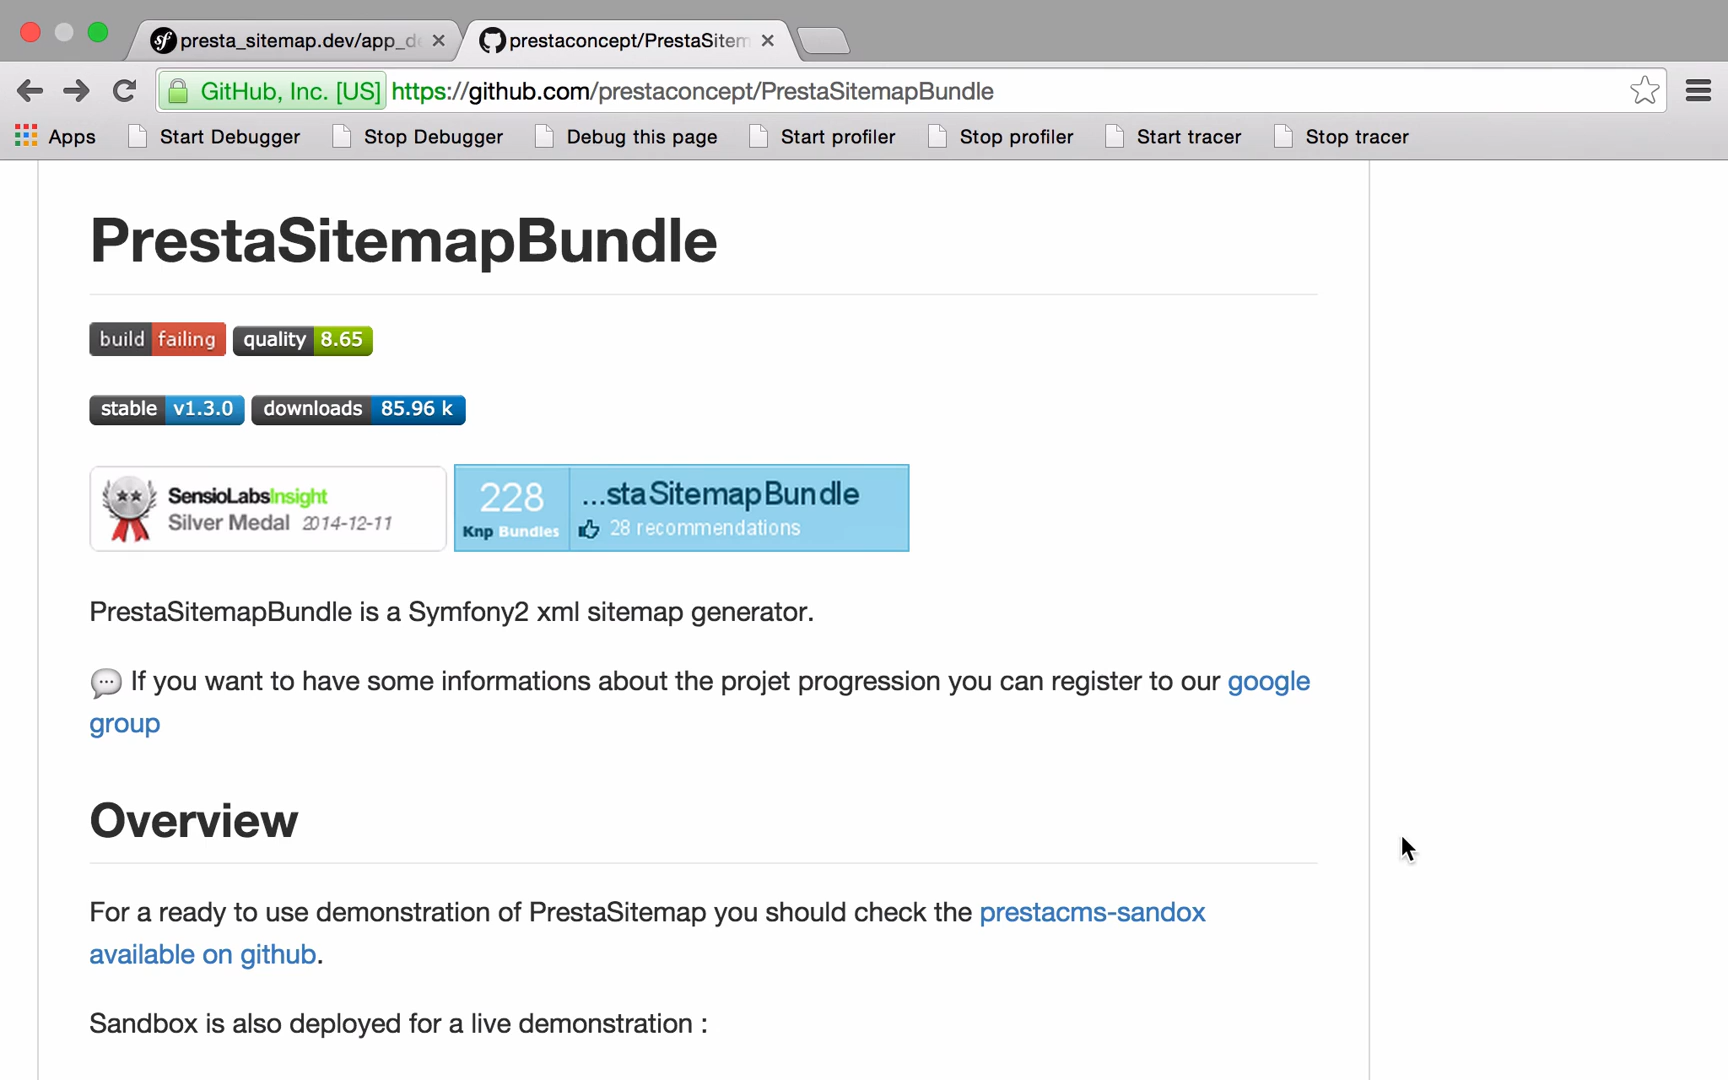 presta_sitemap.dev/app_de
prestaconcept/PrestaSitem
GitHub, Inc. [US] https://github.com/prestaconcept/PrestaSitemapBundle
Apps Start Debugger Stop Debugger Debug this page Start profiler Stop profiler Start tracer Stop tracer
PrestaSitemapBundle
build failing quality 8.65
stable v1.3.0 downloads 85.96 k
SensioLabsInsight
Silver Medal 2014-12-11
228 ...staSitemapBundle
Knp Bundles 28 recommendations
PrestaSitemapBundle is a Symfony2 xml sitemap generator.
If you want to have some informations about the projet progression you can register to our google
group
Overview
For a ready to use demonstration of PrestaSitemap you should check the prestacms-sandox
available on github.
Sandbox is also deployed for a live demonstration :